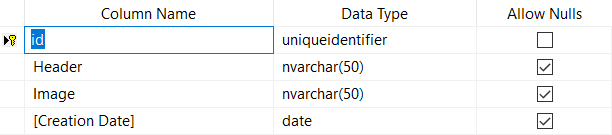 Column Name Data Type Allow Nulls
id uniqueidentifier
Header nvarchar(50)
Image nvarchar(50)
[Creation Date] date